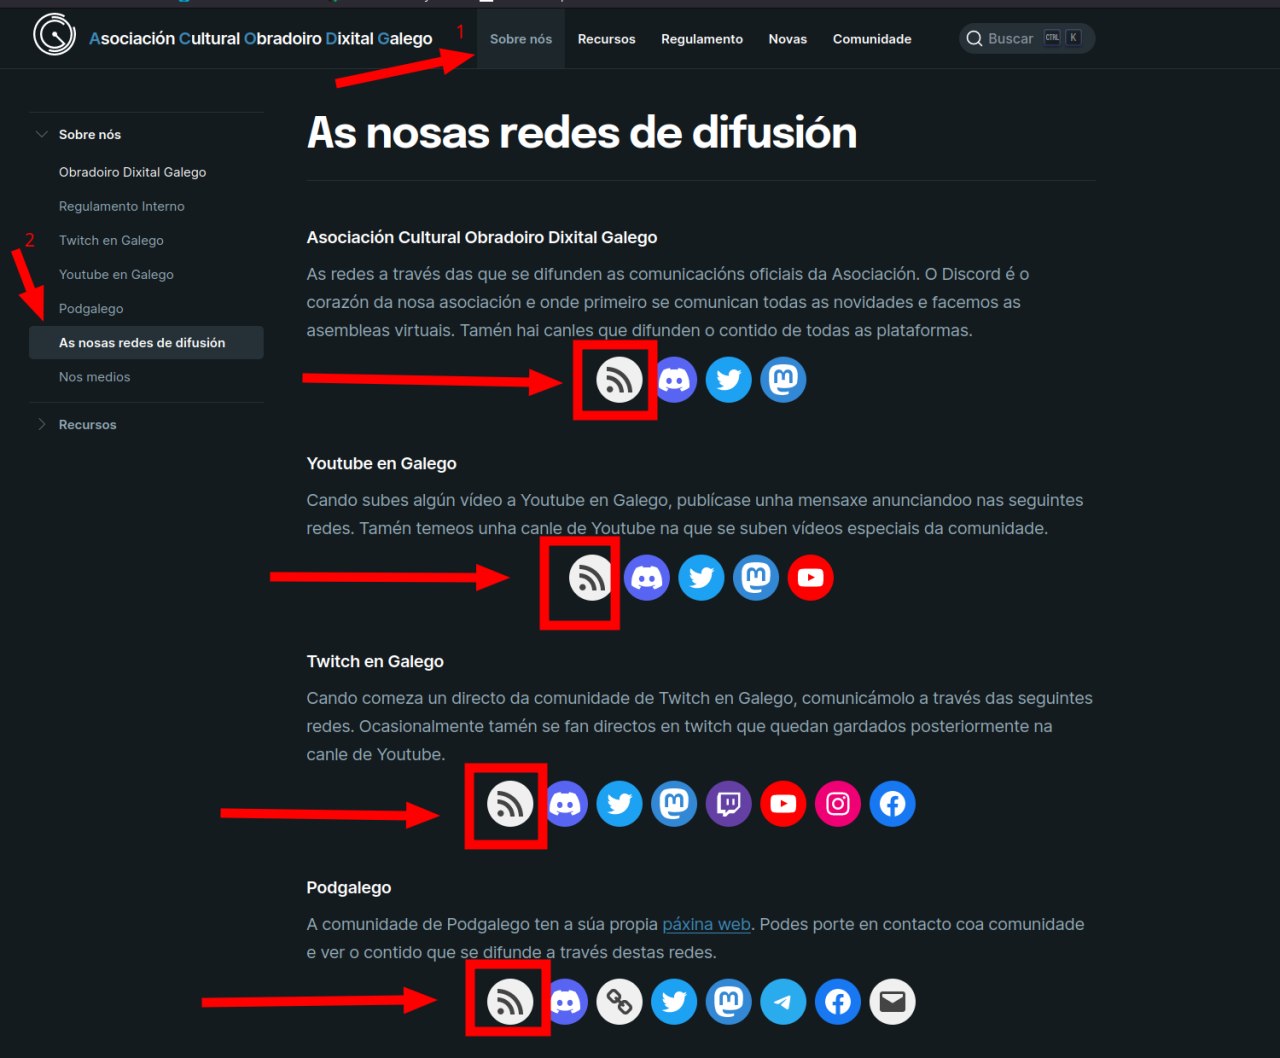 Asociación Cultural Obradoiro Dixital Galego
1
Sobre nós
Recursos
Regulamento
Novas
Comunidade
Buscar CTRL K
Sobre nós
Obradoiro Dixital Galego
Regulamento Interno
2
Twitch en Galego
Youtube en Galego
Podgalego
As nosas redes de difusión
Nos medios
Recursos
As nosas redes de difusión
Asociación Cultural Obradoiro Dixital Galego
As redes a través das que se difunden as comunicacións oficiais da Asociación. O Discord é o
corazón da nosa asociación e onde primeiro se comunican todas as novidades e facemos as
asembleas virtuais. Tamén hai canles que difunden o contido de todas as plataformas.
Youtube en Galego
Cando subes algún vídeo a Youtube en Galego, publícase unha mensaxe anunciandoo nas seguintes
redes. Tamén temeos unha canle de Youtube na que se suben vídeos especiais da comunidade.
Twitch en Galego
Cando comeza un directo da comunidade de Twitch en Galego, comunicámolo a través das seguintes
redes. Ocasionalmente tamén se fan directos en twitch que quedan gardados posteriormente na
canle de Youtube.
Podgalego
A comunidade de Podgalego ten a súa propia páxina web. Podes porte en contacto coa comunidade
e ver o contido que se difunde a través destas redes.